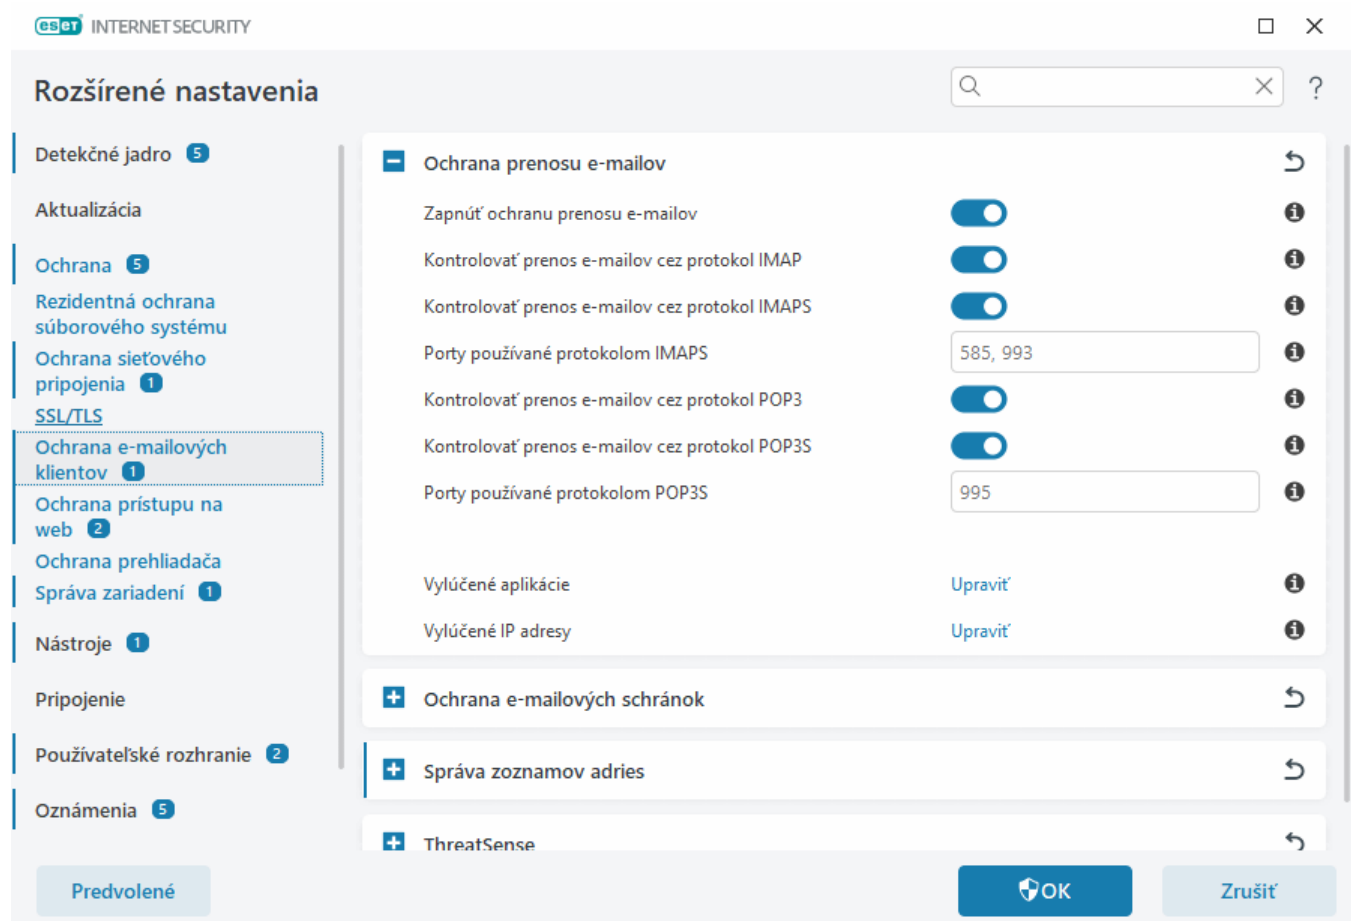 eset INTERNET SECURITY
Rozšírené nastavenia
?
Detekčné jadro 5
Aktualizácia
Ochrana 5
Rezidentná ochrana
súborového systému
Ochrana sieťového
pripojenia 1
SSL/TLS
Ochrana e-mailových
klientov 1
Ochrana prístupu na
web 2
Ochrana prehliadača
Správa zariadení 1
Nástroje 1
Pripojenie
Používateľské rozhranie 2
Oznámenia 5
Ochrana prenosu e-mailov
Zapnúť ochranu prenosu e-mailov
Kontrolovať prenos e-mailov cez protokol IMAP
Kontrolovať prenos e-mailov cez protokol IMAPS
Porty používané protokolom IMAPS 585, 993
Kontrolovať prenos e-mailov cez protokol POP3
Kontrolovať prenos e-mailov cez protokol POP3S
Porty používané protokolom POP3S 995
Vylúčené aplikácie Upraviť
Vylúčené IP adresy Upraviť
Ochrana e-mailových schránok
Správa zoznamov adries
ThreatSense
Predvolené
OK
Zrušiť